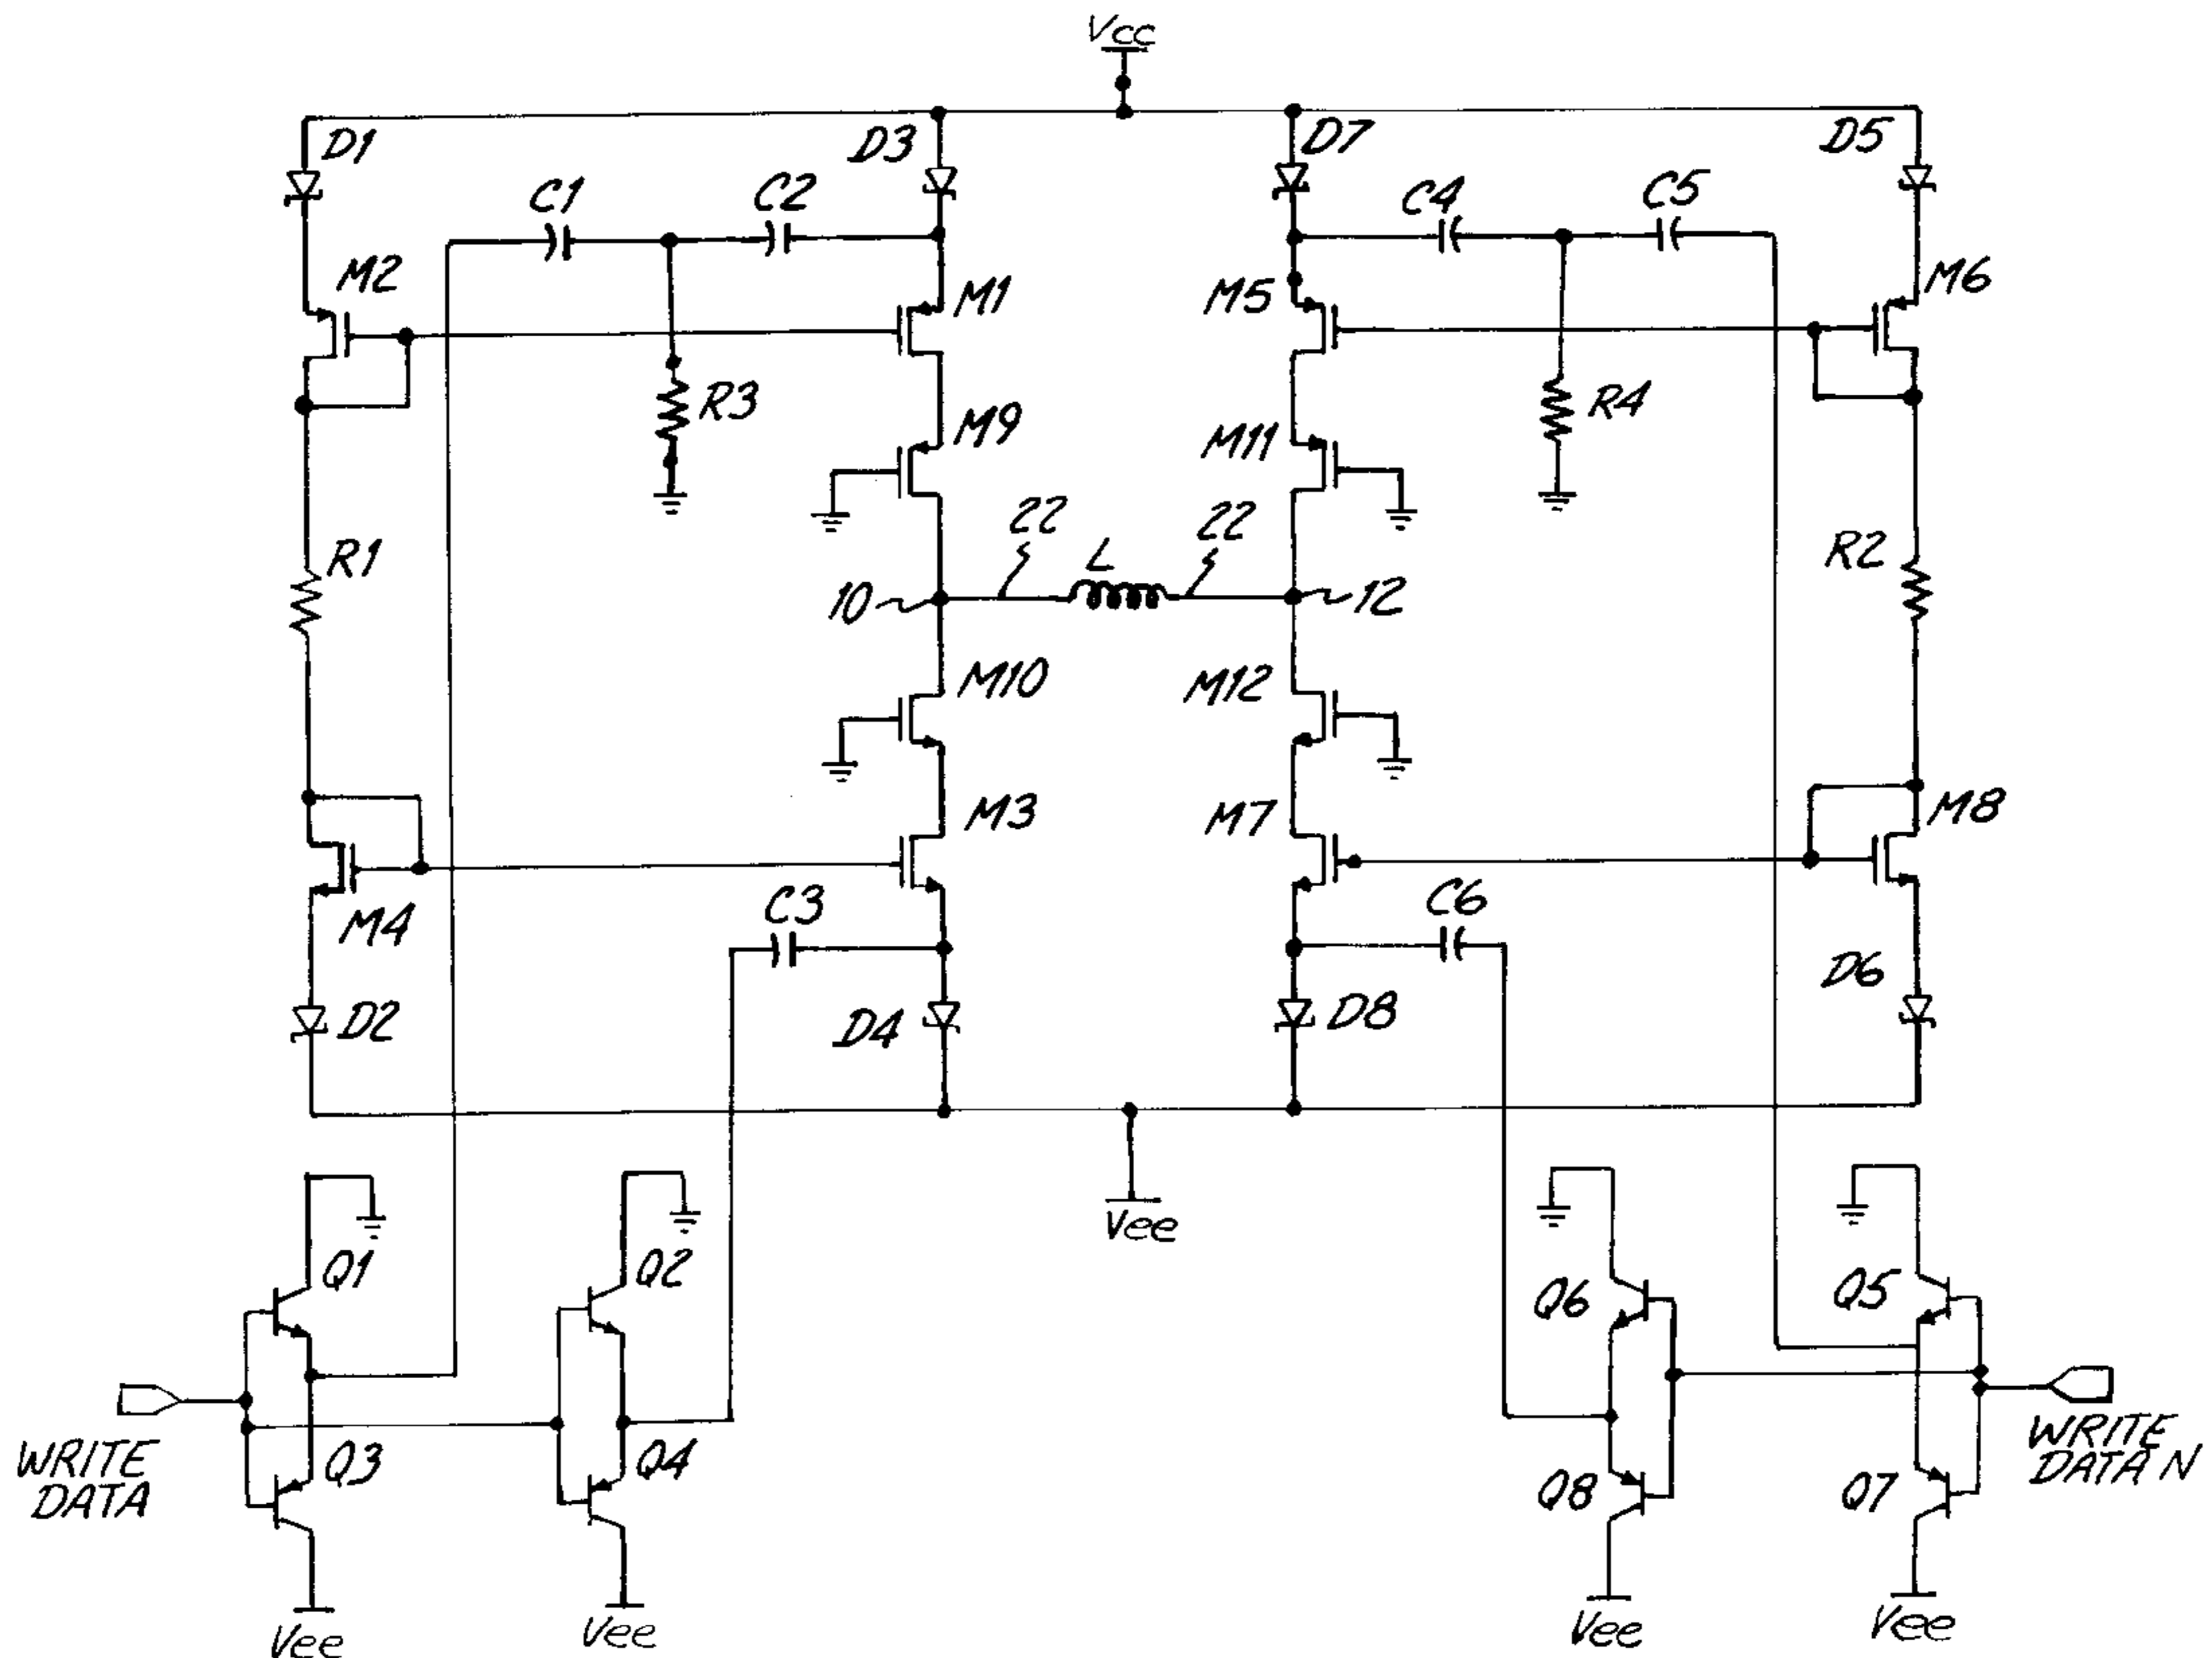 Vcc
D1
D3
D7
D5
C1
C2
C4
C5
M2
M1
M5
M6
R3
R4
M9
M11
R1
22
22
L
R2
10
12
M10
M12
M3
M7
M8
M4
C3
C6
D2
D4
D8
D6
Vee
Q1
Q2
Q6
Q5
WRITE
DATA
Q3
Q4
Q8
Q7
WRITE
DATA N
Vee
Vee
Vee
Vee